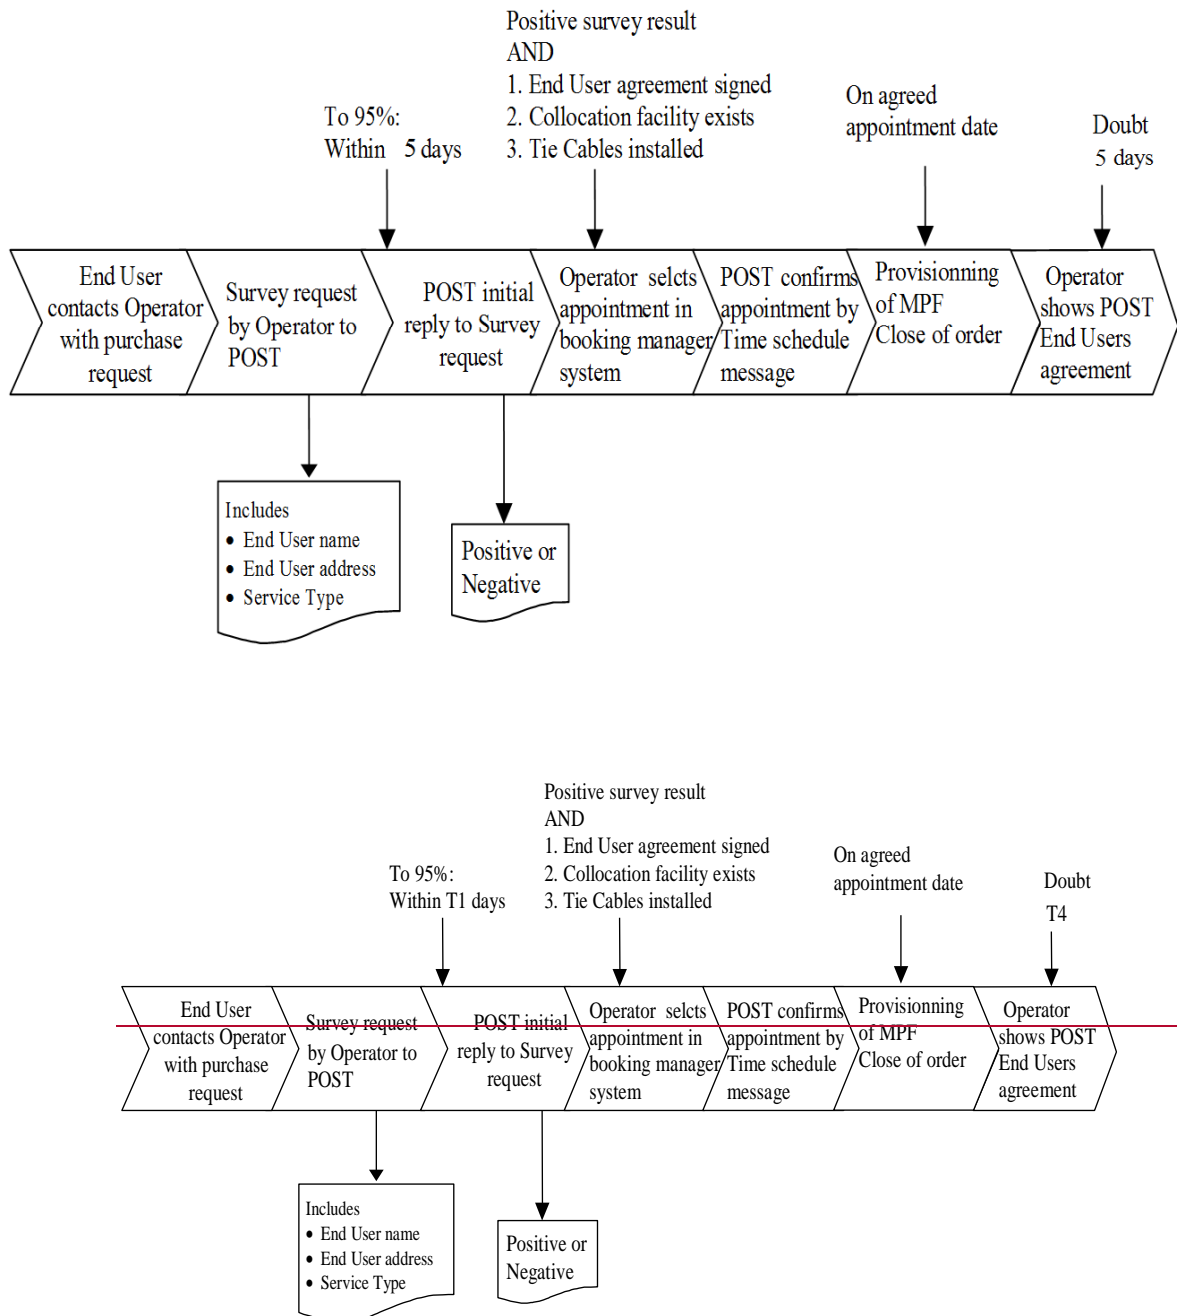 Positive survey result
AND
1. End User agreement signed
2. Collocation facility exists
3. Tie Cables installed
To 95%:
Within 5 days
On agreed
appointment date
Doubt
5 days
End User
contacts Operator
with purchase
request
Survey request
by Operator to
POST
POST initial
reply to Survey
request
Operator selcts
appointment in
booking manager
system
POST confirms
appointment by
Time schedule
message
Provisionning
of MPF
Close of order
Operator
shows POST
End Users
agreement
Includes
• End User name
• End User address
• Service Type
Positive or
Negative
Positive survey result
AND
1. End User agreement signed
2. Collocation facility exists
3. Tie Cables installed
To 95%:
Within T1 days
On agreed
appointment date
Doubt
T4
End User
contacts Operator
with purchase
request
Survey request
by Operator to
POST
POST initial
reply to Survey
request
Operator selcts
appointment in
booking manager
system
POST confirms
appointment by
Time schedule
message
Provisionning
of MPF
Close of order
Operator
shows POST
End Users
agreement
Includes
• End User name
• End User address
• Service Type
Positive or
Negative